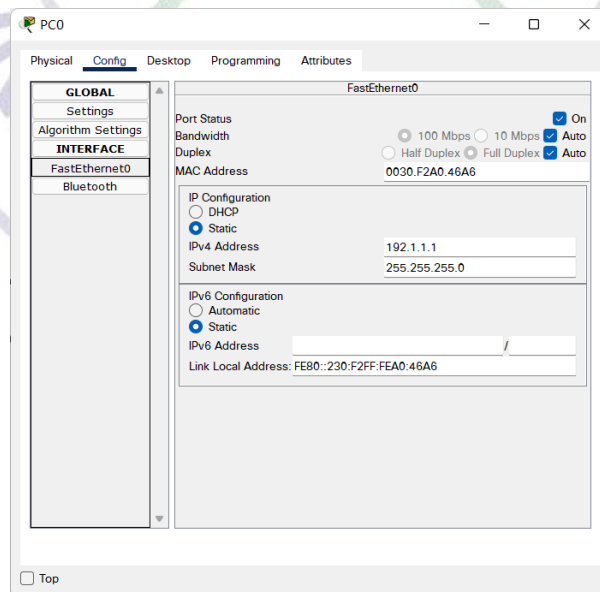 PC0
Physical Config Desktop Programming Attributes
GLOBAL
Settings
Algorithm Settings
INTERFACE
FastEthernet0
Bluetooth
FastEthernet0
Port Status On
Bandwidth 100 Mbps 10 Mbps Auto
Duplex Half Duplex Full Duplex Auto
MAC Address 0030.F2A0.46A6
IP Configuration
DHCP
Static
IPv4 Address 192.1.1.1
Subnet Mask 255.255.255.0
IPv6 Configuration
Automatic
Static
IPv6 Address /
Link Local Address: FE80::230:F2FF:FEA0:46A6
Top